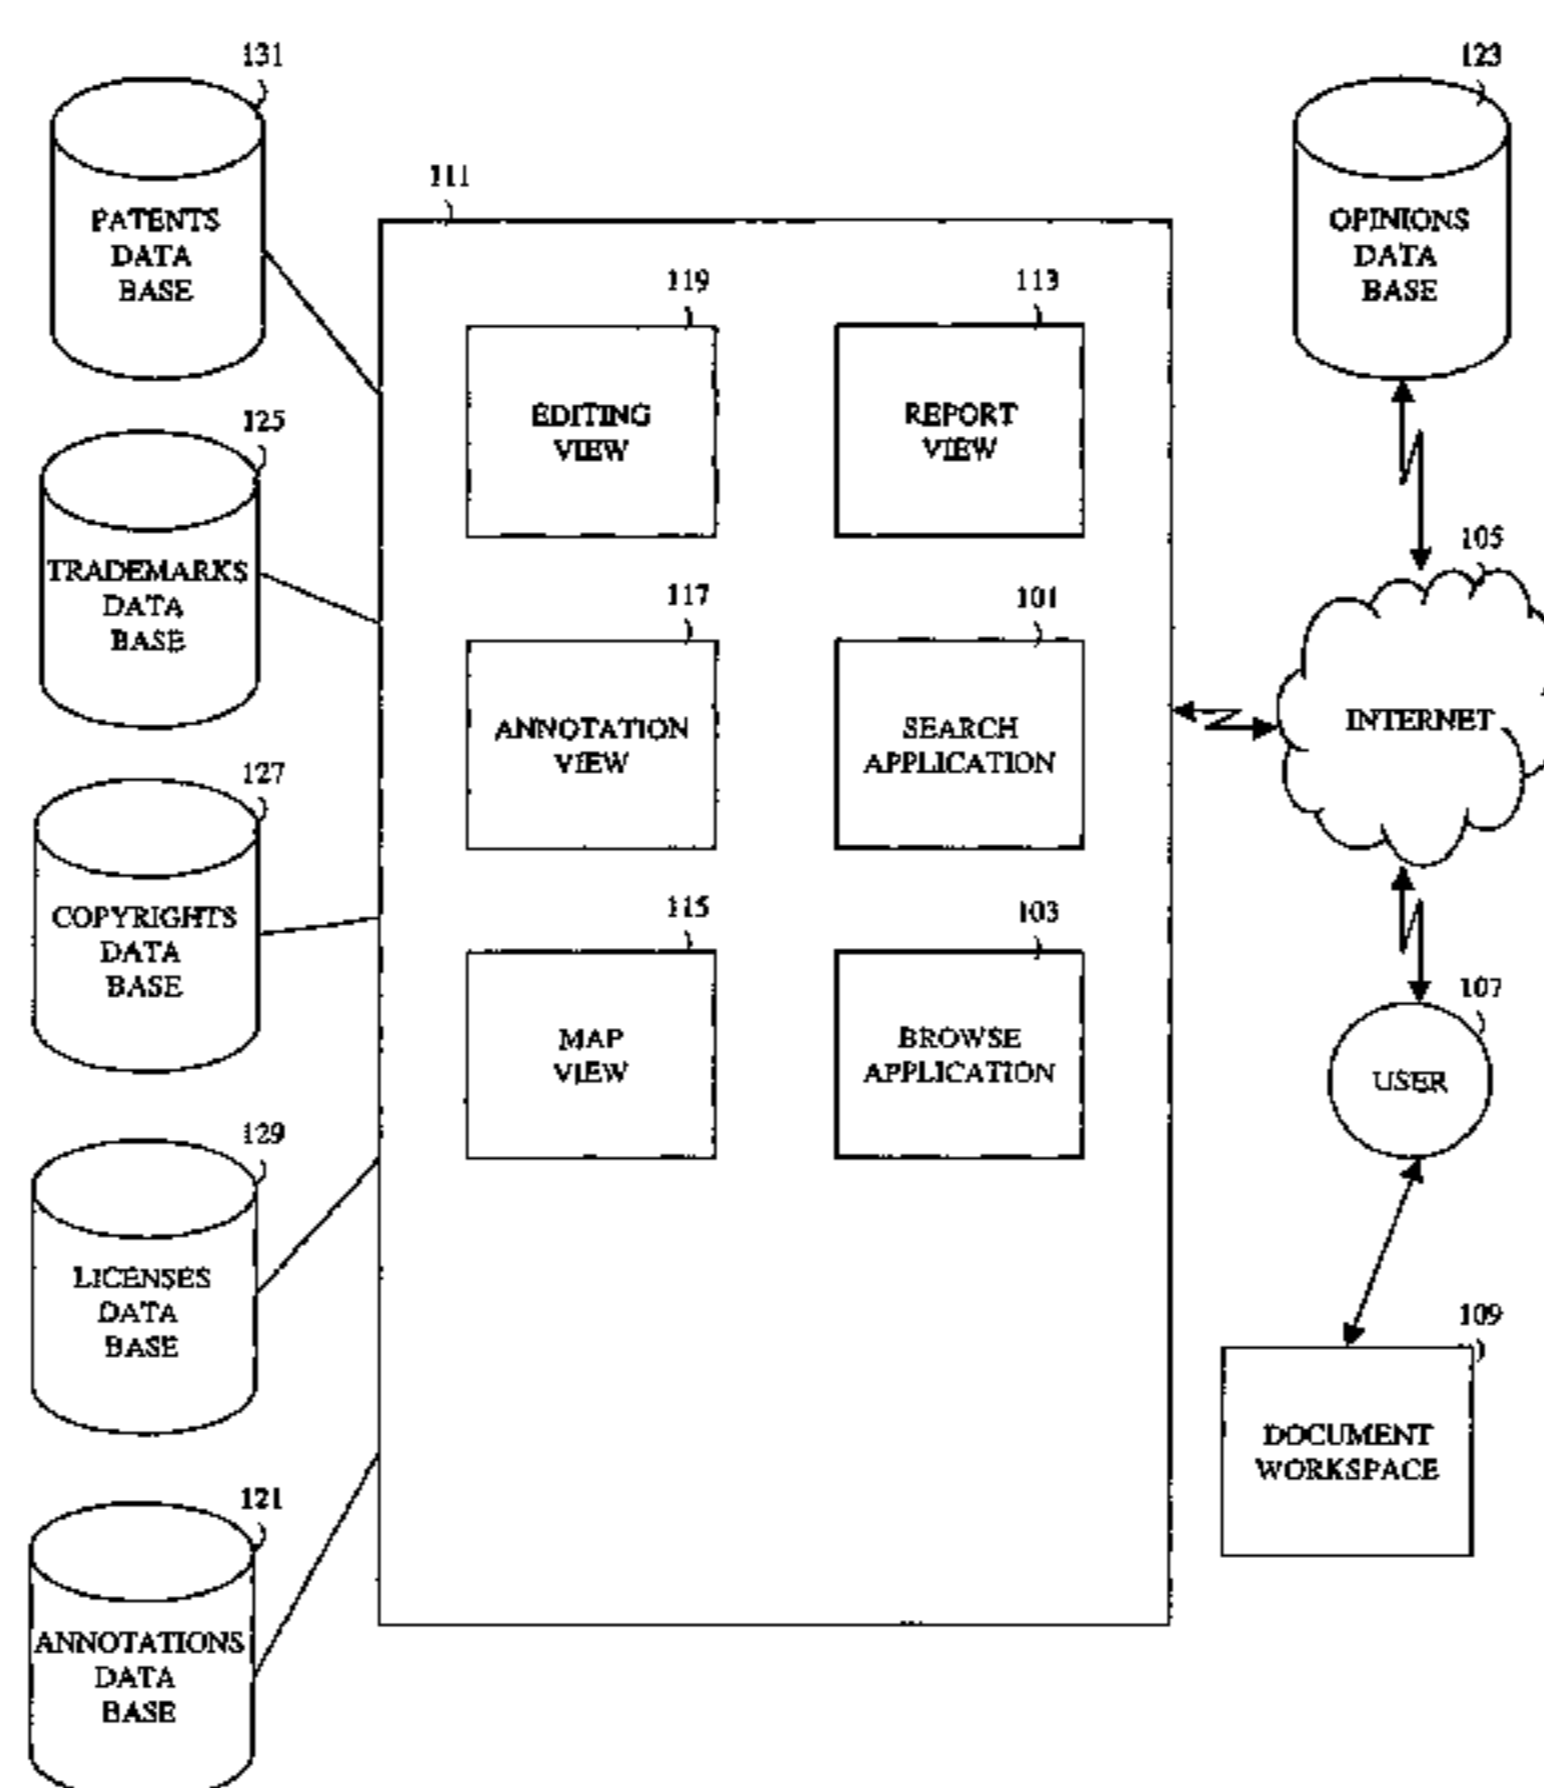 131
PATENTS
DATA
BASE
125
TRADEMARKS
DATA
BASE
127
COPYRIGHTS
DATA
BASE
129
LICENSES
DATA
BASE
121
ANNOTATIONS
DATA
BASE
111
119
EDITING
VIEW
113
REPORT
VIEW
117
ANNOTATION
VIEW
101
SEARCH
APPLICATION
115
MAP
VIEW
103
BROWSE
APPLICATION
123
OPINIONS
DATA
BASE
105
INTERNET
107
USER
109
DOCUMENT
WORKSPACE